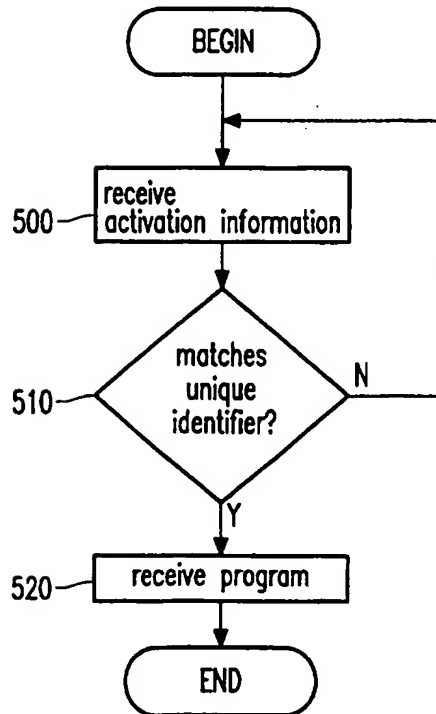 BEGIN
receive
activation information
500
matches
unique
identifier?
N
510
Y
receive program
520
END